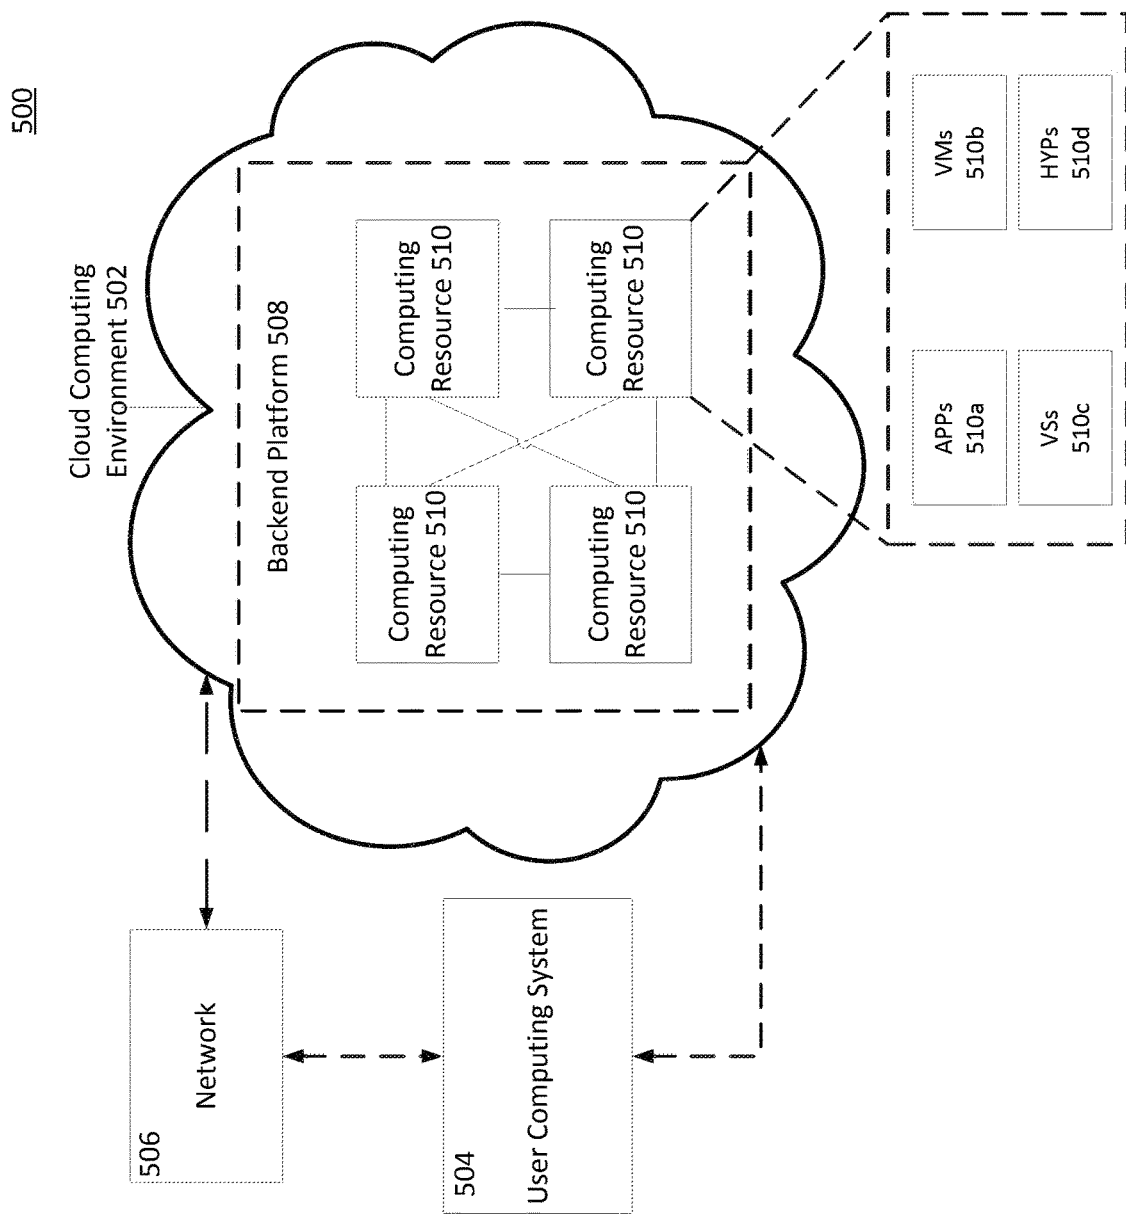 500
Cloud Computing
Environment 502
Backend Platform 508
Computing
Resource 510
Computing
Resource 510
Computing
Resource 510
Computing
Resource 510
506
Network
504
User Computing System
APPs
510a
VMs
510b
VSs
510c
HYPs
510d